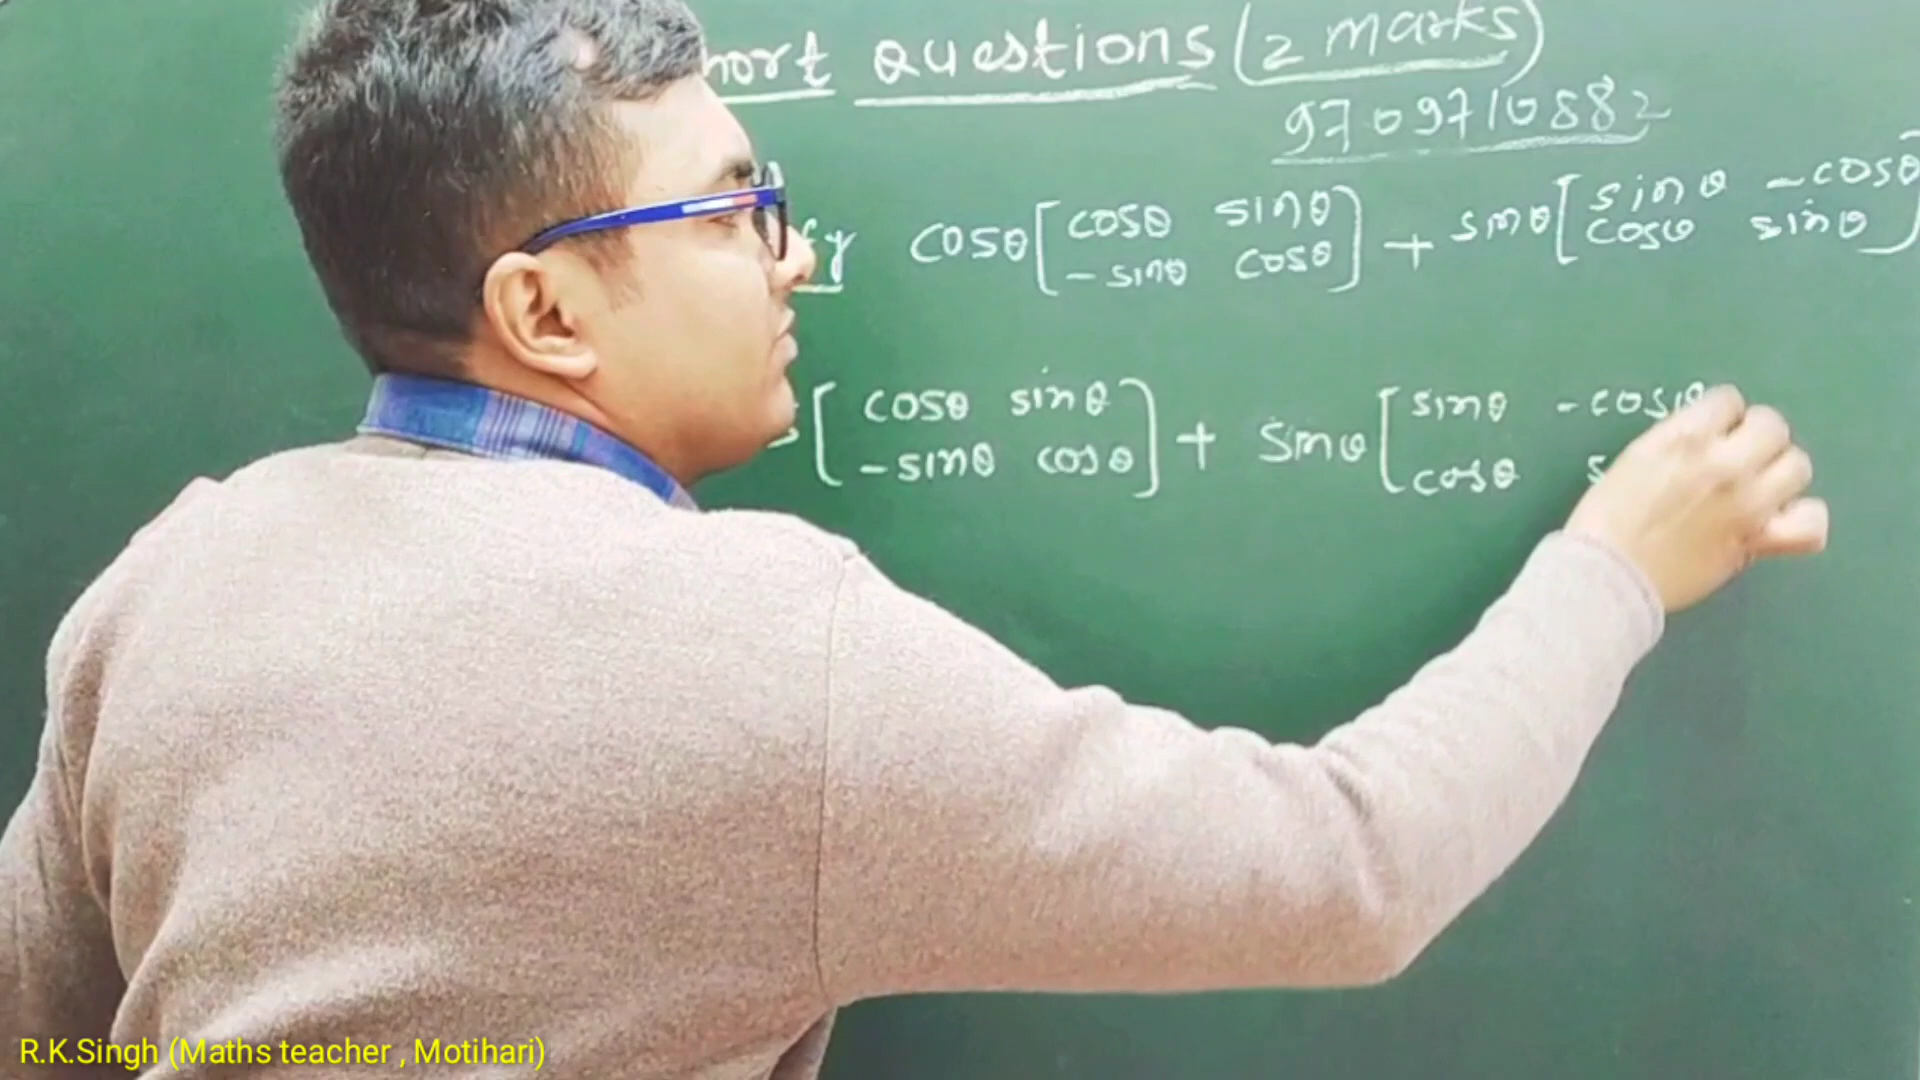 hort questions (2 marks)
9709710882
fy cosθ [cosθ sinθ] + sinθ [sinθ -cosθ]
[-sinθ cosθ] [cosθ sinθ]
[cosθ sinθ] + sinθ [sinθ -cosθ
[-sinθ cosθ] [cosθ s
R.K.Singh (Maths teacher , Motihari)